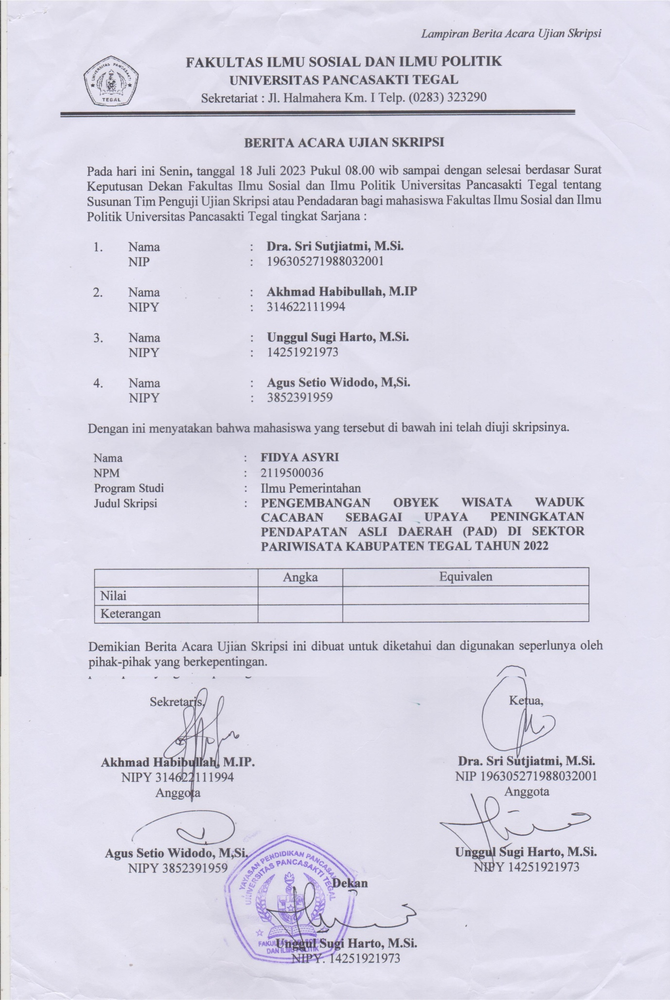 Lampiran Berita Acara Ujian Skripsi
UNIVERSITAS PANCASAKTI
TEGAL
FAKULTAS ILMU SOSIAL DAN ILMU POLITIK
UNIVERSITAS PANCASAKTI TEGAL
Sekretariat : Jl. Halmahera Km. I Telp. (0283) 323290
BERITA ACARA UJIAN SKRIPSI
Pada hari ini Senin, tanggal 18 Juli 2023 Pukul 08.00 wib sampai dengan selesai berdasar Surat
Keputusan Dekan Fakultas Ilmu Sosial dan Ilmu Politik Universitas Pancasakti Tegal tentang
Susunan Tim Penguji Ujian Skripsi atau Pendadaran bagi mahasiswa Fakultas Ilmu Sosial dan Ilmu
Politik Universitas Pancasakti Tegal tingkat Sarjana :
1. Nama : Dra. Sri Sutjiatmi, M.Si.
NIP : 196305271988032001
2. Nama : Akhmad Habibullah, M.IP
NIPY : 314622111994
3. Nama : Unggul Sugi Harto, M.Si.
NIPY : 14251921973
4. Nama : Agus Setio Widodo, M,Si.
NIPY : 3852391959
Dengan ini menyatakan bahwa mahasiswa yang tersebut di bawah ini telah diuji skripsinya.
Nama : FIDYA ASYRI
NPM : 2119500036
Program Studi : Ilmu Pemerintahan
Judul Skripsi : PENGEMBANGAN OBYEK WISATA WADUK
CACABAN SEBAGAI UPAYA PENINGKATAN
PENDAPATAN ASLI DAERAH (PAD) DI SEKTOR
PARIWISATA KABUPATEN TEGAL TAHUN 2022
Angka Equivalen
Nilai
Keterangan
Demikian Berita Acara Ujian Skripsi ini dibuat untuk diketahui dan digunakan seperlunya oleh
pihak-pihak yang berkepentingan.
Sekretaris, Ketua,
Akhmad Habibullah, M.IP. Dra. Sri Sutjiatmi, M.Si.
NIPY 314622111994 NIP 196305271988032001
Anggota Anggota
Agus Setio Widodo, M,Si. Unggul Sugi Harto, M.Si.
NIPY 3852391959 NIPY 14251921973
YAYASAN PENDIDIKAN PANCASAKTI
UNIVERSITAS PANCASAKTI TEGAL
Dekan
FAKULTAS ILMU SOSIAL
DAN ILMU POLITIK
Unggul Sugi Harto, M.Si.
NIPY. 14251921973